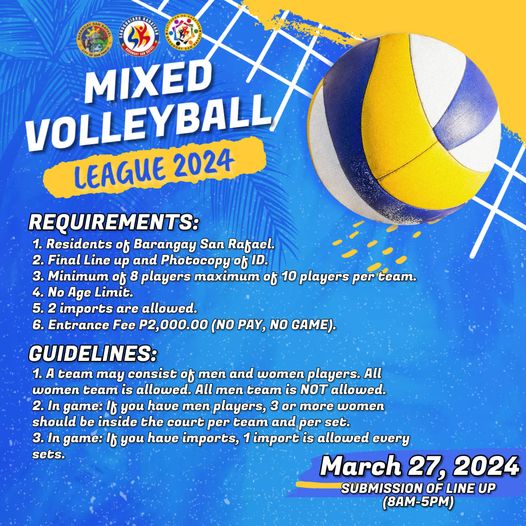 MIXED
VOLLEYBALL
LEAGUE 2024
REQUIREMENTS:
1. Residents of Barangay San Rafael.
2. Final Line up and Photocopy of ID.
3. Minimum of 8 players maximum of 10 players per team.
4. No Age Limit.
5. 2 imports are allowed.
6. Entrance Fee P2,000.00 (NO PAY, NO GAME).
GUIDELINES:
1. A team may consist of men and women players. All
women team is allowed. All men team is NOT allowed.
2. In game: If you have men players, 3 or more women
should be inside the court per team and per set.
3. In game: If you have imports, 1 import is allowed every
sets.
March 27, 2024
SUBMISSION OF LINE UP
(8AM-5PM)